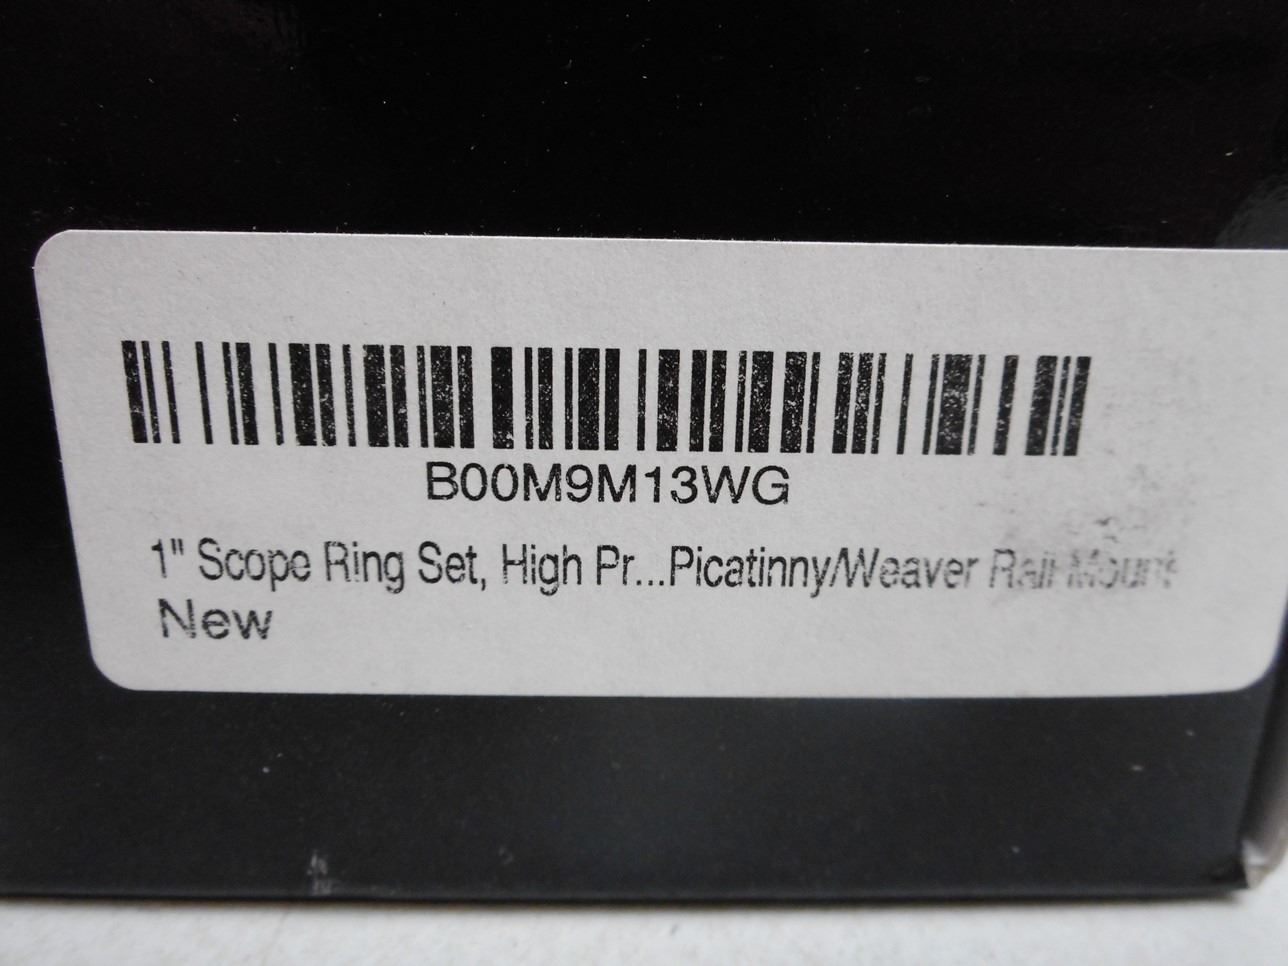 B00M9M13WG
1" Scope Ring Set, High Pr...Picatinny/Weaver Rail Mount
New